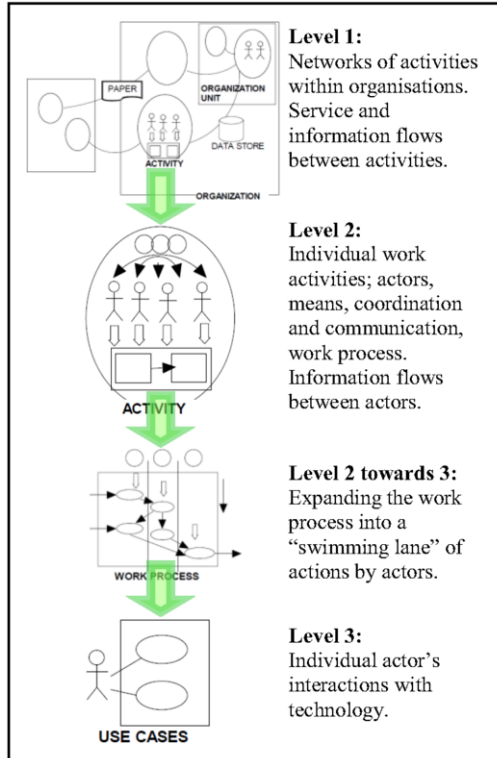 Level 1:
Networks of activities
within organisations.
Service and
information flows
between activities.
PAPER
ORGANIZATION
UNIT
DATA STORE
ACTIVITY
ORGANIZATION
Level 2:
Individual work
activities; actors,
means, coordination
and communication,
work process.
Information flows
between actors.
ACTIVITY
Level 2 towards 3:
Expanding the work
process into a
“swimming lane” of
actions by actors.
WORK PROCESS
Level 3:
Individual actor’s
interactions with
technology.
USE CASES